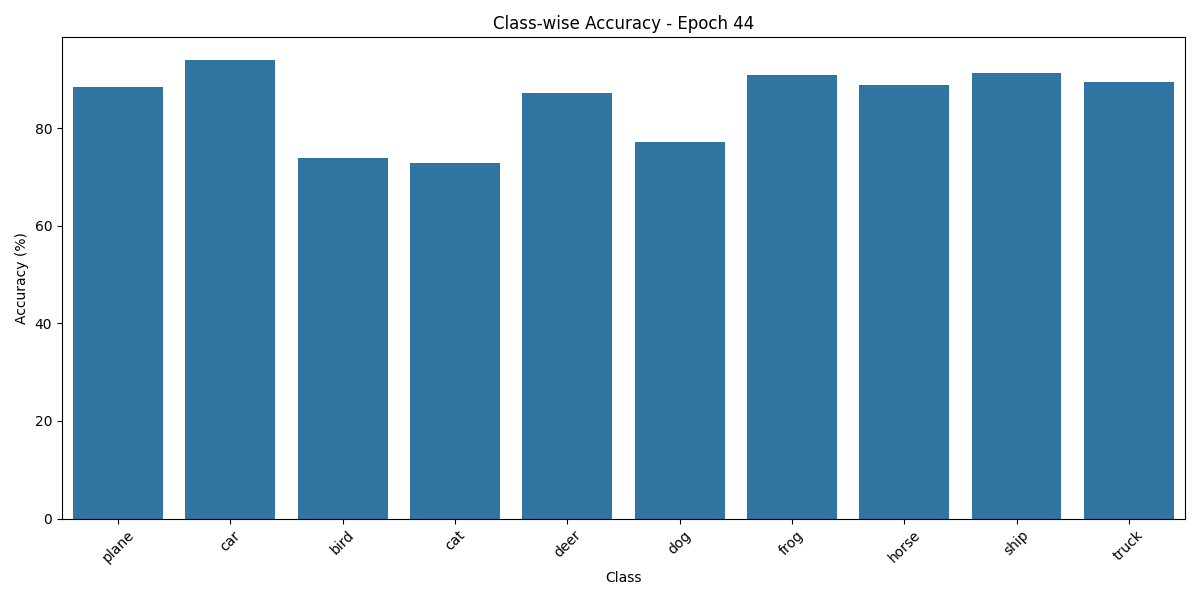 Class-wise Accuracy - Epoch 44
Accuracy (%)
80
60
40
20
0
plane car bird cat deer dog frog horse ship truck
Class